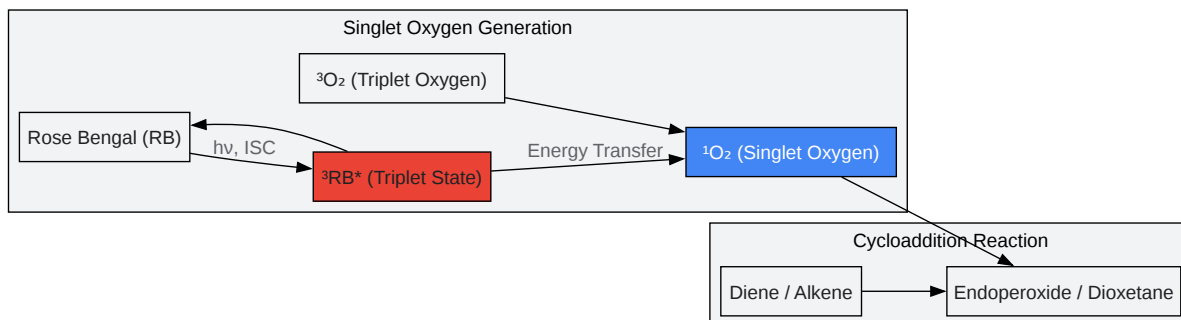 Singlet Oxygen Generation
³O₂ (Triplet Oxygen)
Rose Bengal (RB)
hν, ISC
³RB* (Triplet State)
Energy Transfer
¹O₂ (Singlet Oxygen)
Cycloaddition Reaction
Diene / Alkene
Endoperoxide / Dioxetane